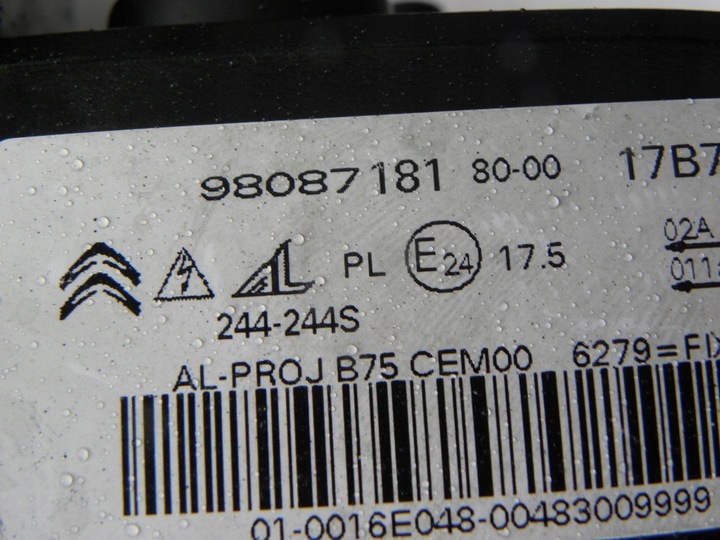 98087181 80-00 17B7
PL E24 17.5 02A
011
244-244S
AL-PROJ B75 CEM00 6279=FIX
01-0016E048-00483009999